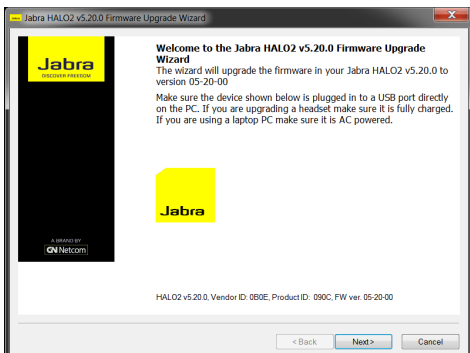 Jabra HALO2 v5.20.0 Firmware Upgrade Wizard
Jabra
DISCOVER FREEDOM
Welcome to the Jabra HALO2 v5.20.0 Firmware Upgrade
Wizard
The wizard will upgrade the firmware in your Jabra HALO2 v5.20.0 to
version 05-20-00
Make sure the device shown below is plugged in to a USB port directly
on the PC. If you are upgrading a headset make sure it is fully charged.
If you are using a laptop PC make sure it is AC powered.
Jabra
A BRAND BY
GN Netcom
HALO2 v5.20.0, Vendor ID: 0B0E, Product ID: 090C, FW ver. 05-20-00
< Back
Next >
Cancel